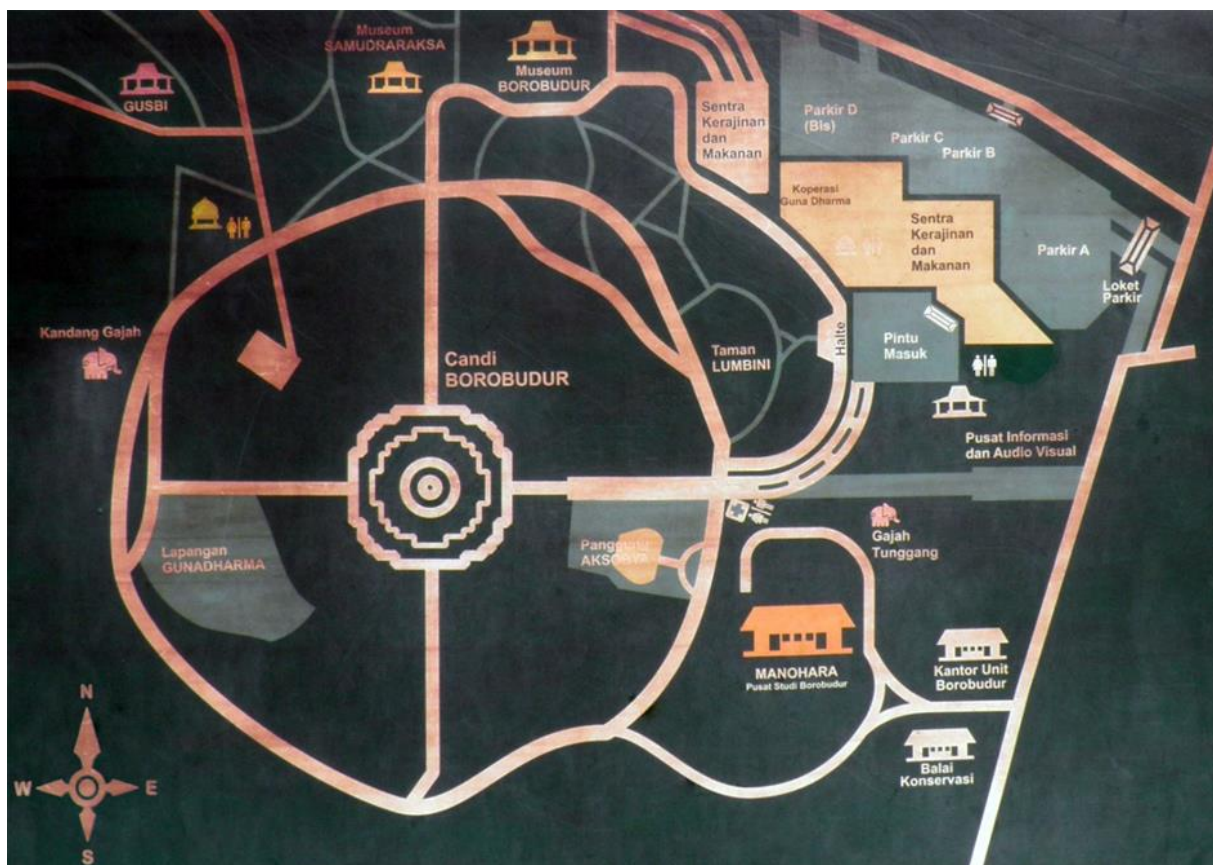 Museum
SAMUDRARAKSA
GUSBI
Museum
BOROBUDUR
Sentra
Kerajinan
dan
Makanan
Parkir D
(Bis)
Parkir C
Parkir B
Koperasi
Guna Dharma
Sentra
Kerajinan
dan
Makanan
Parkir A
Loket
Parkir
Kandang Gajah
Candi
BOROBUDUR
Taman
LUMBINI
Halte
Pintu
Masuk
Pusat Informasi
dan Audio Visual
Lapangan
GUNADHARMA
Panggung
AKSOBYA
Gajah
Tunggang
MANOHARA
Pusat Studi Borobudur
Kantor Unit
Borobudur
Balai
Konservasi
N
W
E
S